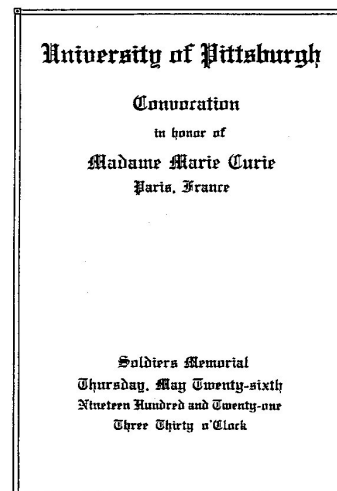 University of Pittsburgh
Convocation
in honor of
Madame Marie Curie
Paris, France
Soldiers Memorial
Thursday, May Twenty-sixth
Nineteen Hundred and Twenty-one
Three Thirty o'Clock